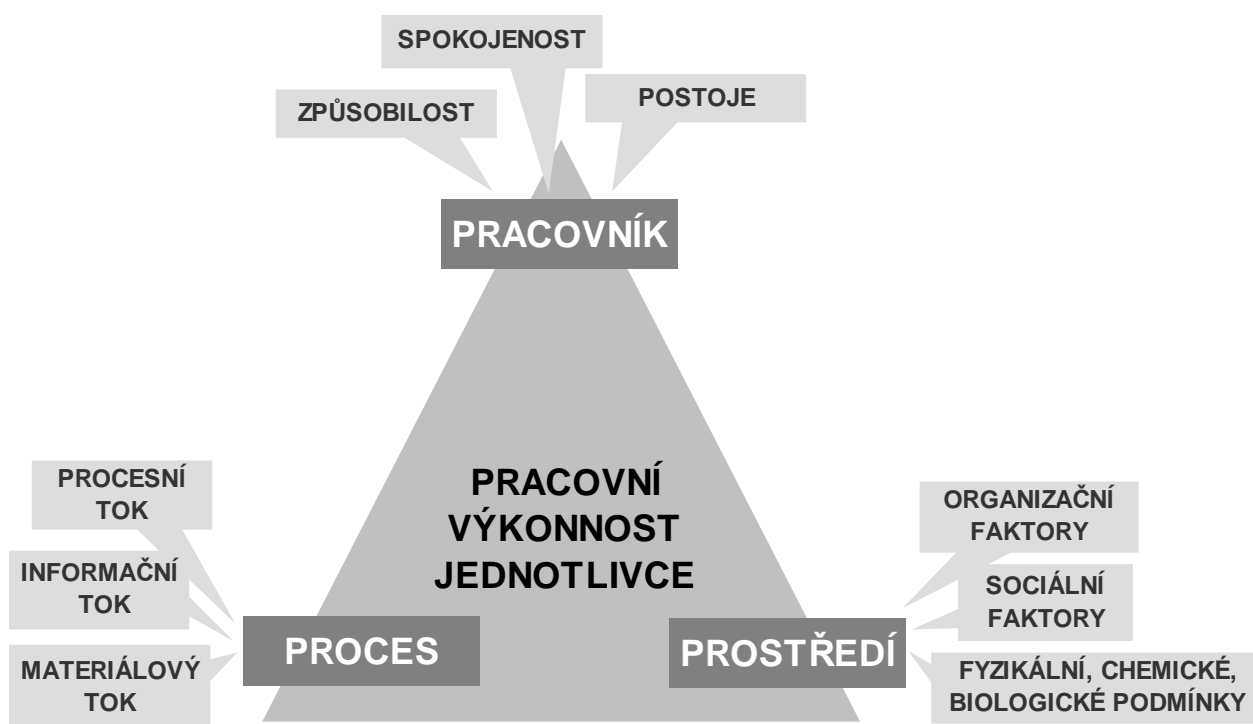 SPOKOJENOST
ZPŮSOBILOST
POSTOJE
PRACOVNÍK
PRACOVNÍ
VÝKONNOST
JEDNOTLIVCE
PROCESNÍ
TOK
INFORMAČNÍ
TOK
MATERIÁLOVÝ
TOK
PROCES
ORGANIZAČNÍ
FAKTORY
SOCIÁLNÍ
FAKTORY
PROSTŘEDÍ
FYZIKÁLNÍ, CHEMICKÉ,
BIOLOGICKÉ PODMÍNKY